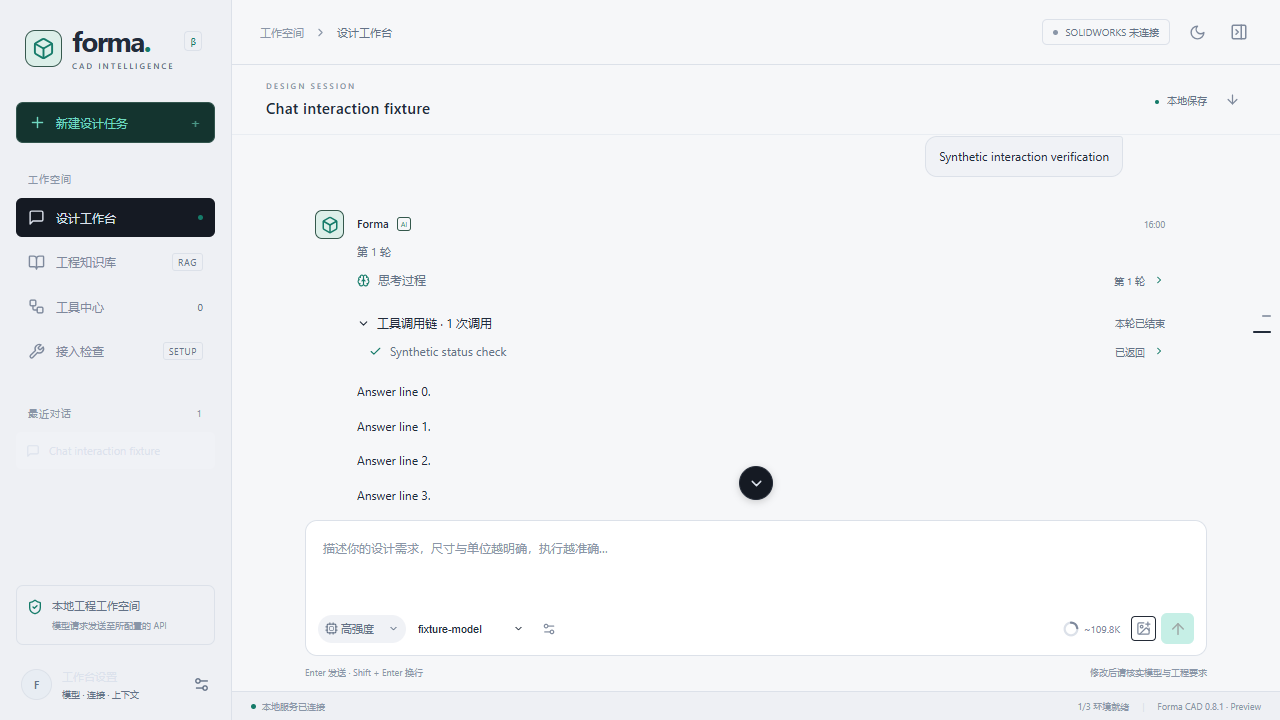 forma.
β
CAD INTELLIGENCE
新建设计任务 +
工作空间
设计工作台
工程知识库 RAG
工具中心 0
接入检查 SETUP
最近对话 1
Chat interaction fixture
本地工程工作空间
模型请求发送至所配置的 API
F
工作台设置
模型 · 连接 · 上下文
工作空间 > 设计工作台
SOLIDWORKS 未连接
DESIGN SESSION
Chat interaction fixture
本地保存
Synthetic interaction verification
Forma AI 16:00
第 1 轮
思考过程 第 1 轮
工具调用链 · 1 次调用 本轮已结束
Synthetic status check 已返回
Answer line 0.
Answer line 1.
Answer line 2.
Answer line 3.
描述你的设计需求，尺寸与单位越明确，执行越准确...
高强度 fixture-model ~109.8K
Enter 发送 · Shift + Enter 换行 修改后请核实模型与工程要求
本地服务已连接 1/3 环境就绪 Forma CAD 0.8.1 · Preview